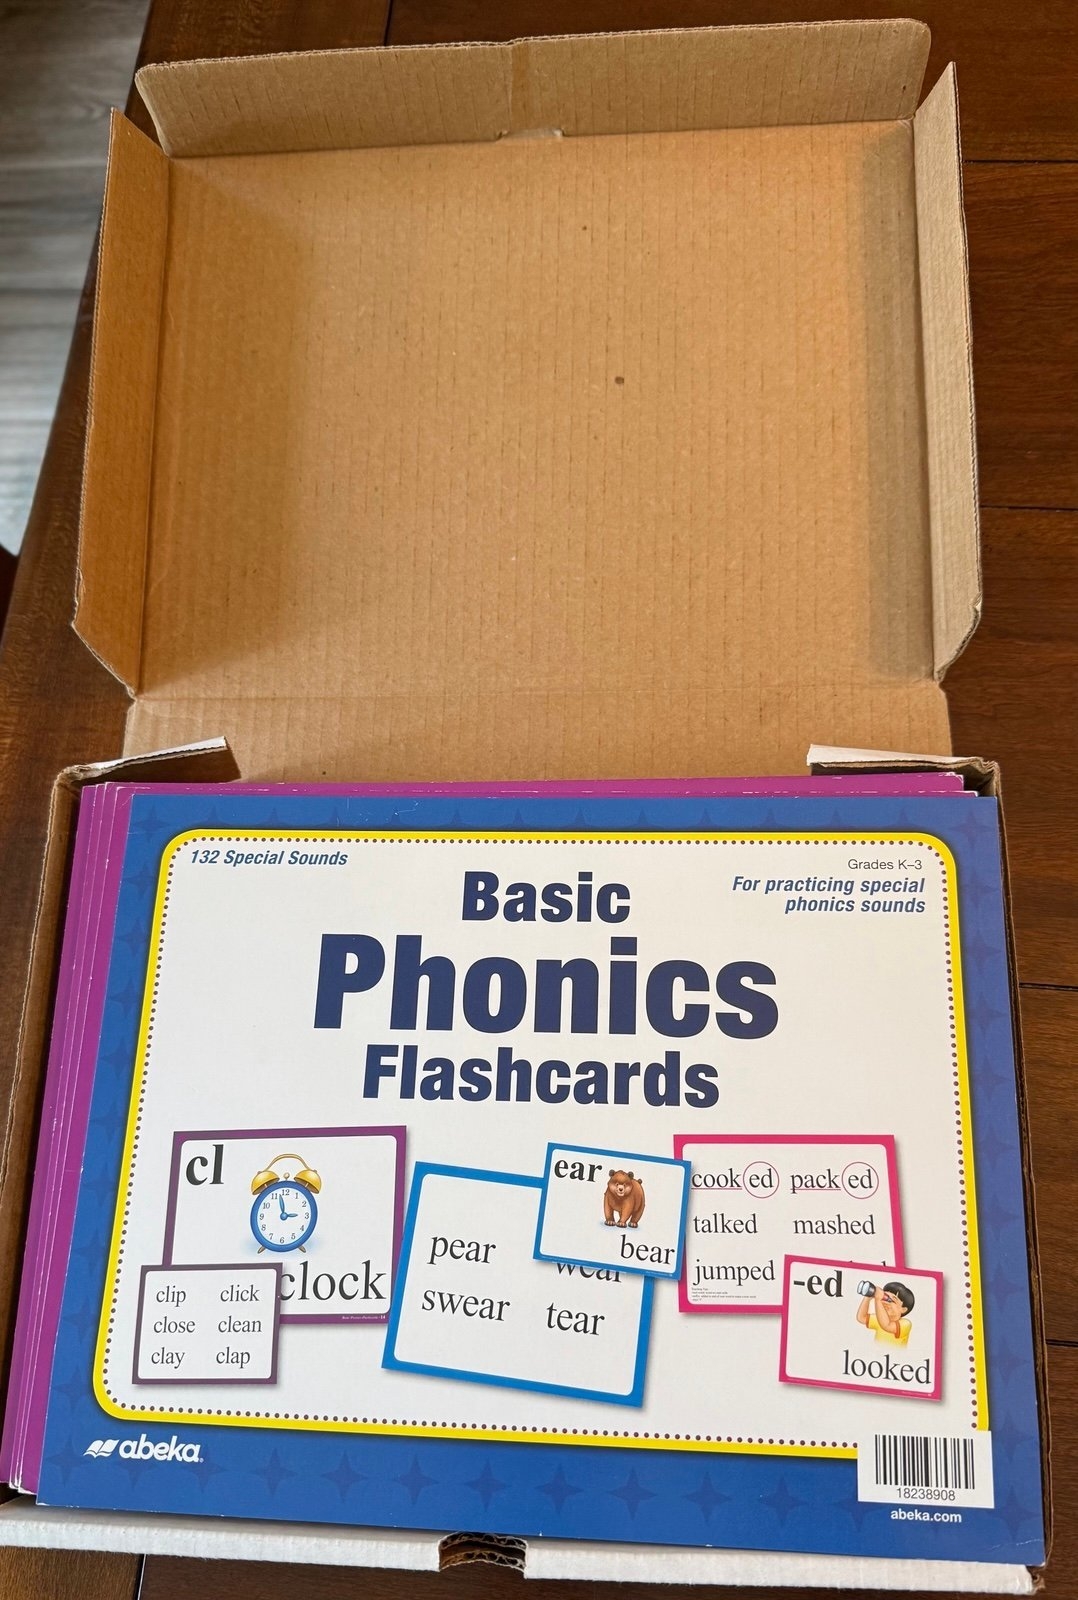 132 Special Sounds
Grades K–3
For practicing special
phonics sounds
Basic
Phonics
Flashcards
cl
clock
clip click
close clean
clay clap
pear
wear
swear tear
ear
bear
cooked packed
talked mashed
jumped
-ed
looked
abeka
18238908
abeka.com